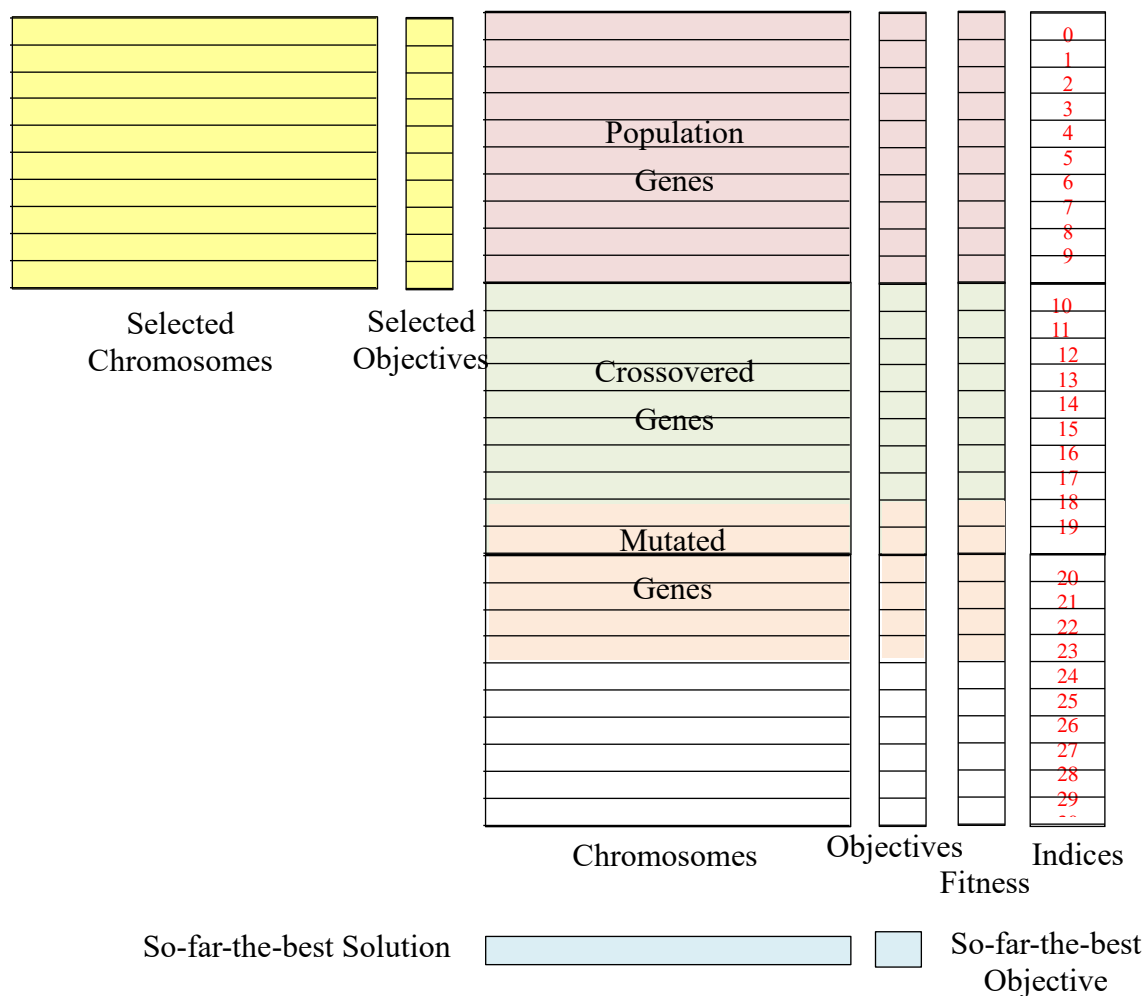 0
1
2
3
4
5
6
7
8
9
Population
Genes
Selected
Chromosomes
Selected
Objectives
10
11
12
13
14
15
16
17
18
19
Crossovered
Genes
Mutated
Genes
20
21
22
23
24
25
26
27
28
29
Chromosomes
Objectives
Fitness
Indices
So-far-the-best Solution
So-far-the-best
Objective